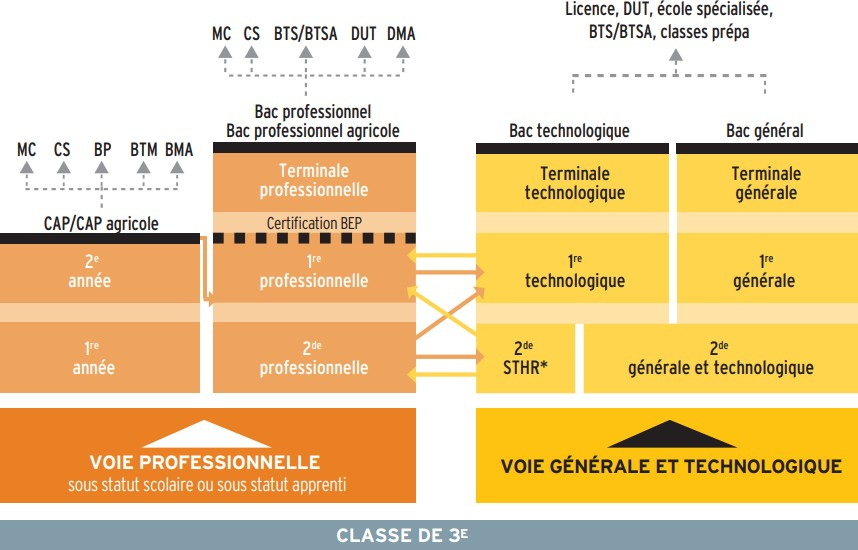 Licence, DUT, école spécialisée,
BTS/BTSA, classes prépa
MC CS BTS/BTSA DUT DMA
Bac professionnel
Bac professionnel agricole
Bac technologique
Bac général
MC CS BP BTM BMA
CAP/CAP agricole
Terminale
professionnelle
Certification BEP
Terminale
technologique
Terminale
générale
2e
année
1re
professionnelle
1re
technologique
1re
générale
1re
année
2de
professionnelle
2de
STHR*
2de
générale et technologique
VOIE PROFESSIONNELLE
sous statut scolaire ou sous statut apprenti
VOIE GÉNÉRALE ET TECHNOLOGIQUE
CLASSE DE 3E